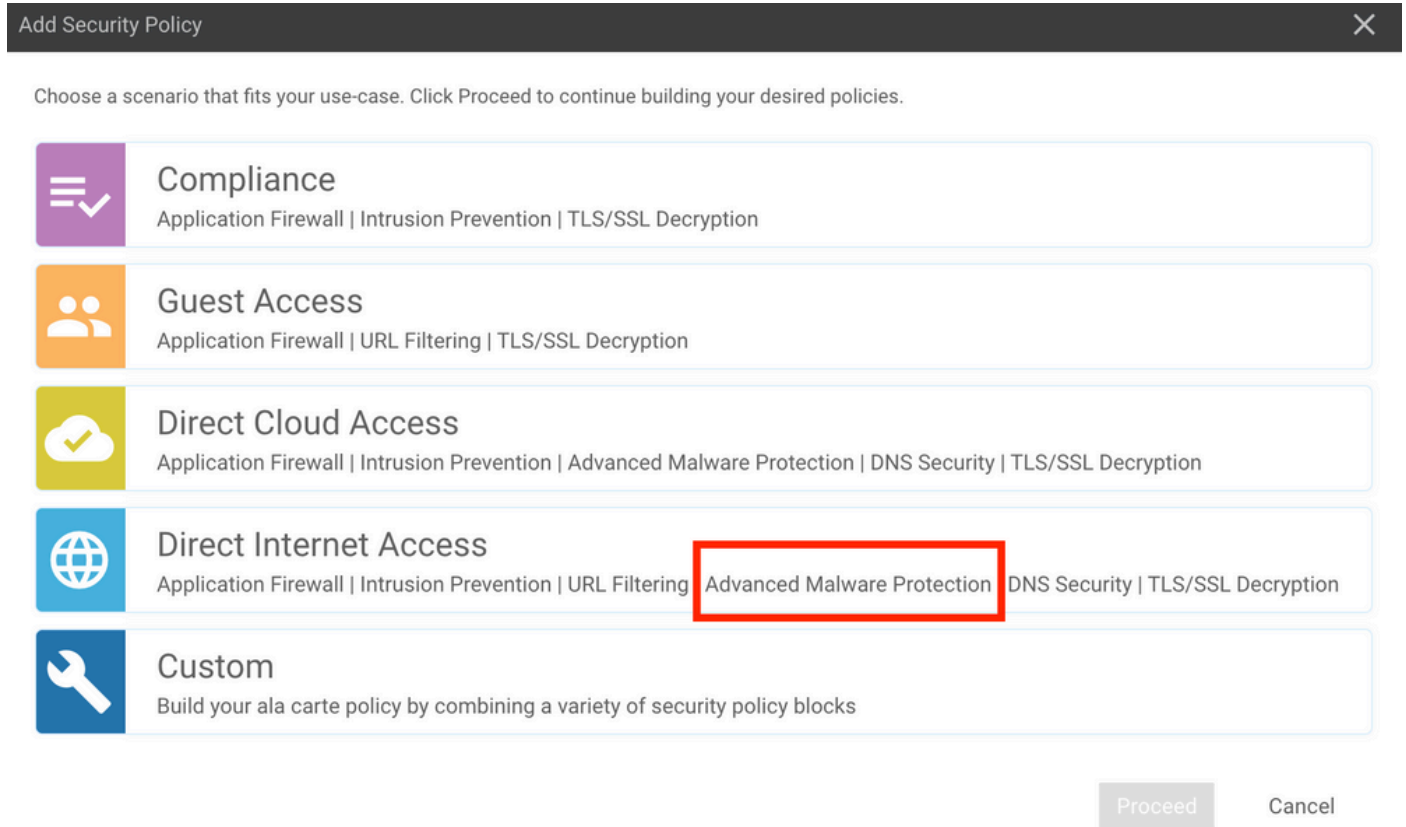 Add Security Policy
Choose a scenario that fits your use-case. Click Proceed to continue building your desired policies.
Compliance
Application Firewall | Intrusion Prevention | TLS/SSL Decryption
Guest Access
Application Firewall | URL Filtering | TLS/SSL Decryption
Direct Cloud Access
Application Firewall | Intrusion Prevention | Advanced Malware Protection | DNS Security | TLS/SSL Decryption
Direct Internet Access
Application Firewall | Intrusion Prevention | URL Filtering Advanced Malware Protection DNS Security | TLS/SSL Decryption
Custom
Build your ala carte policy by combining a variety of security policy blocks
Proceed Cancel